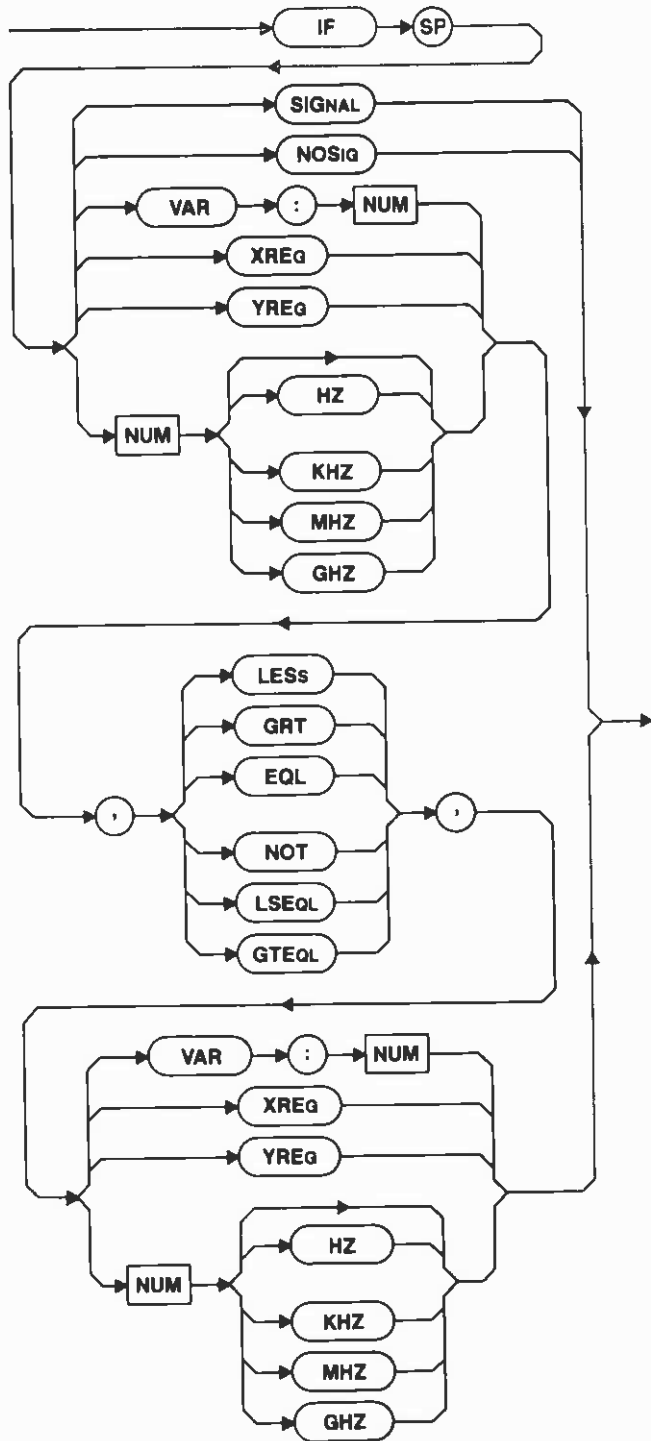 IF SP
SIGNAL
NOSIG
VAR : NUM
XREG
YREG
NUM
HZ
KHZ
MHZ
GHZ
LESS
GRT
EQL
, ,
NOT
LSEQL
GTEQL
VAR : NUM
XREG
YREG
NUM
HZ
KHZ
MHZ
GHZ